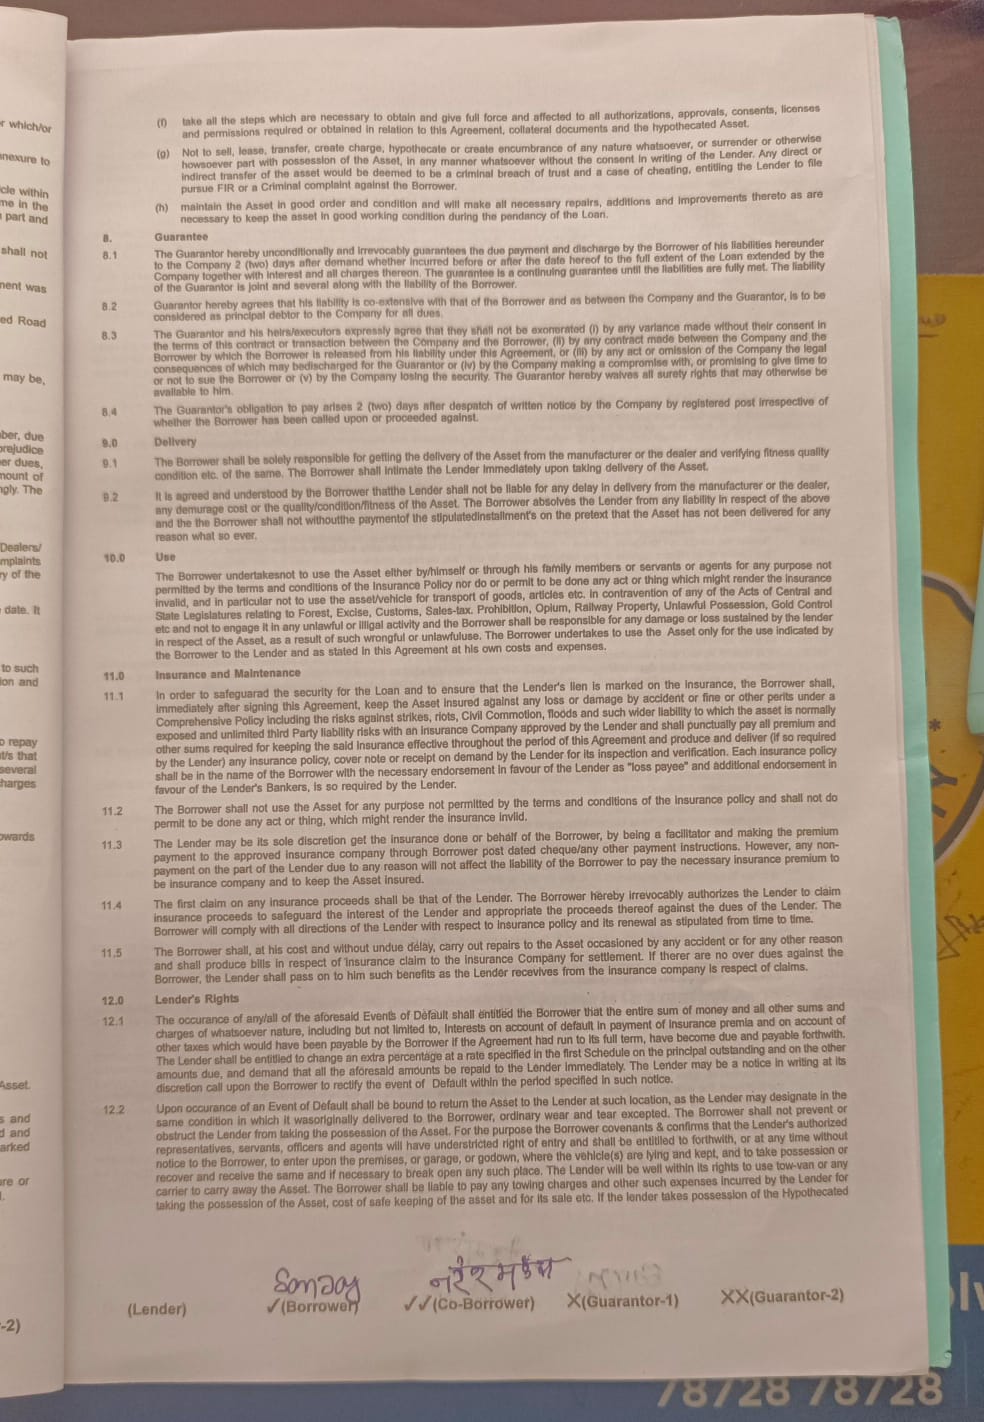 r which/or
nexure to
cle within
me in the
part and
shall not
nent was
ed Road
may be,
ber, due
prejudice
er dues,
nount of
ngly. The
Dealers/
mplaints
ry of the
date. It
to such
ion and
o repay
t/s that
several
charges
owards
Asset.
s and
d and
arked
ure or
-2)
(f) take all the steps which are necessary to obtain and give full force and affected to all authorizations, approvals, consents, licenses
and permissions required or obtained in relation to this Agreement, collateral documents and the hypothecated Asset.
(g) Not to sell, lease, transfer, create charge, hypothecate or create encumbrance of any nature whatsoever, or surrender or otherwise
howsoever part with possession of the Asset, in any manner whatsoever without the consent in writing of the Lender. Any direct or
indirect transfer of the asset would be deemed to be a criminal breach of trust and a case of cheating, entitling the Lender to file
pursue FIR or a Criminal complaint against the Borrower.
(h) maintain the Asset in good order and condition and will make all necessary repairs, additions and improvements thereto as are
necessary to keep the asset in good working condition during the pendancy of the Loan.
8. Guarantee
8.1 The Guarantor hereby unconditionally and irrevocably guarantees the due payment and discharge by the Borrower of his liabilities hereunder
to the Company 2 (two) days after demand whether incurred before or after the date hereof to the full extent of the Loan extended by the
Company together with interest and all charges thereon. The guarantee is a continuing guarantee until the liabilities are fully met. The liability
of the Guarantor is joint and several along with the liability of the Borrower.
8.2 Guarantor hereby agrees that his liability is co-extensive with that of the Borrower and as between the Company and the Guarantor, is to be
considered as principal debtor to the Company for all dues.
8.3 The Guarantor and his heirs/executors expressly agree that they shall not be exonerated (i) by any variance made without their consent in
the terms of this contract or transaction between the Company and the Borrower, (ii) by any contract made between the Company and the
Borrower by which the Borrower is released from his liability under this Agreement, or (iii) by any act or omission of the Company the legal
consequences of which may bedischarged for the Guarantor or (iv) by the Company making a compromise with, or promising to give time to
or not to sue the Borrower or (v) by the Company losing the security. The Guarantor hereby waives all surety rights that may otherwise be
available to him.
8.4 The Guarantor's obligation to pay arises 2 (two) days after despatch of written notice by the Company by registered post irrespective of
whether the Borrower has been called upon or proceeded against.
9.0 Delivery
9.1 The Borrower shall be solely responsible for getting the delivery of the Asset from the manufacturer or the dealer and verifying fitness quality
condition etc. of the same. The Borrower shall intimate the Lender immediately upon taking delivery of the Asset.
9.2 It is agreed and understood by the Borrower thatthe Lender shall not be liable for any delay in delivery from the manufacturer or the dealer,
any demurage cost or the quality/condition/fitness of the Asset. The Borrower absolves the Lender from any liability in respect of the above
and the the Borrower shall not withoutthe paymentof the stipulatedinstallment's on the pretext that the Asset has not been delivered for any
reason what so ever.
10.0 Use
The Borrower undertakesnot to use the Asset either by/himself or through his family members or servants or agents for any purpose not
permitted by the terms and conditions of the Insurance Policy nor do or permit to be done any act or thing which might render the insurance
invalid, and in particular not to use the asset/vehicle for transport of goods, articles etc. In contravention of any of the Acts of Central and
State Legislatures relating to Forest, Excise, Customs, Sales-tax. Prohibition, Opium, Railway Property, Unlawful Possession, Gold Control
etc and not to engage it in any unlawful or illigal activity and the Borrower shall be responsible for any damage or loss sustained by the lender
in respect of the Asset, as a result of such wrongful or unlawfuluse. The Borrower undertakes to use the Asset only for the use indicated by
the Borrower to the Lender and as stated in this Agreement at his own costs and expenses.
11.0 Insurance and Maintenance
11.1 In order to safeguarad the security for the Loan and to ensure that the Lender's lien is marked on the insurance, the Borrower shall,
immediately after signing this Agreement, keep the Asset insured against any loss or damage by accident or fine or other perits under a
Comprehensive Policy including the risks against strikes, riots, Civil Commotion, floods and such wider liability to which the asset is normally
exposed and unlimited third Party liability risks with an Insurance Company approved by the Lender and shall punctually pay all premium and
other sums required for keeping the said insurance effective throughout the period of this Agreement and produce and deliver (if so required
by the Lender) any insurance policy, cover note or receipt on demand by the Lender for its inspection and verification. Each insurance policy
shall be in the name of the Borrower with the necessary endorsement in favour of the Lender as "loss payee" and additional endorsement in
favour of the Lender's Bankers, is so required by the Lender.
11.2 The Borrower shall not use the Asset for any purpose not permitted by the terms and conditions of the insurance policy and shall not do
permit to be done any act or thing, which might render the insurance invlid.
11.3 The Lender may be its sole discretion get the insurance done or behalf of the Borrower, by being a facilitator and making the premium
payment to the approved insurance company through Borrower post dated cheque/any other payment instructions. However, any non-
payment on the part of the Lender due to any reason will not affect the liability of the Borrower to pay the necessary insurance premium to
be insurance company and to keep the Asset insured.
11.4 The first claim on any insurance proceeds shall be that of the Lender. The Borrower hereby irrevocably authorizes the Lender to claim
insurance proceeds to safeguard the interest of the Lender and appropriate the proceeds thereof against the dues of the Lender. The
Borrower will comply with all directions of the Lender with respect to insurance policy and its renewal as stipulated from time to time.
11.5 The Borrower shall, at his cost and without undue delay, carry out repairs to the Asset occasioned by any accident or for any other reason
and shall produce bills in respect of insurance claim to the Insurance Company for settlement. If therer are no over dues against the
Borrower, the Lender shall pass on to him such benefits as the Lender recevives from the insurance company is respect of claims.
12.0 Lender's Rights
12.1 The occurance of any/all of the aforesaid Events of Default shall entitled the Borrower that the entire sum of money and all other sums and
charges of whatsoever nature, including but not limited to, Interests on account of default in payment of insurance premia and on account of
other taxes which would have been payable by the Borrower if the Agreement had run to its full term, have become due and payable forthwith.
The Lender shall be entitlled to change an extra percentage at a rate specified in the first Schedule on the principal outstanding and on the other
amounts due, and demand that all the aforesaid amounts be repaid to the Lender immediately. The Lender may be a notice in writing at its
discretion call upon the Borrower to rectify the event of Default within the period specified in such notice.
12.2 Upon occurance of an Event of Default shall be bound to return the Asset to the Lender at such location, as the Lender may designate in the
same condition in which it wasoriginally delivered to the Borrower, ordinary wear and tear excepted. The Borrower shall not prevent or
obstruct the Lender from taking the possession of the Asset. For the purpose the Borrower covenants & confirms that the Lender's authorized
representatives, servants, officers and agents will have understricted right of entry and shall be entitlled to forthwith, or at any time without
notice to the Borrower, to enter upon the premises, or garage, or godown, where the vehicle(s) are lying and kept, and to take possession or
recover and receive the same and if necessary to break open any such place. The Lender will be well within its rights to use tow-van or any
carrier to carry away the Asset. The Borrower shall be liable to pay any towing charges and other such expenses incurred by the Lender for
taking the possession of the Asset, cost of safe keeping of the asset and for its sale etc. If the lender takes possession of the Hypothecated
Sanjay
(Lender) ✓(Borrower) ✓✓(Co-Borrower) X(Guarantor-1) XX(Guarantor-2)
78728 78728